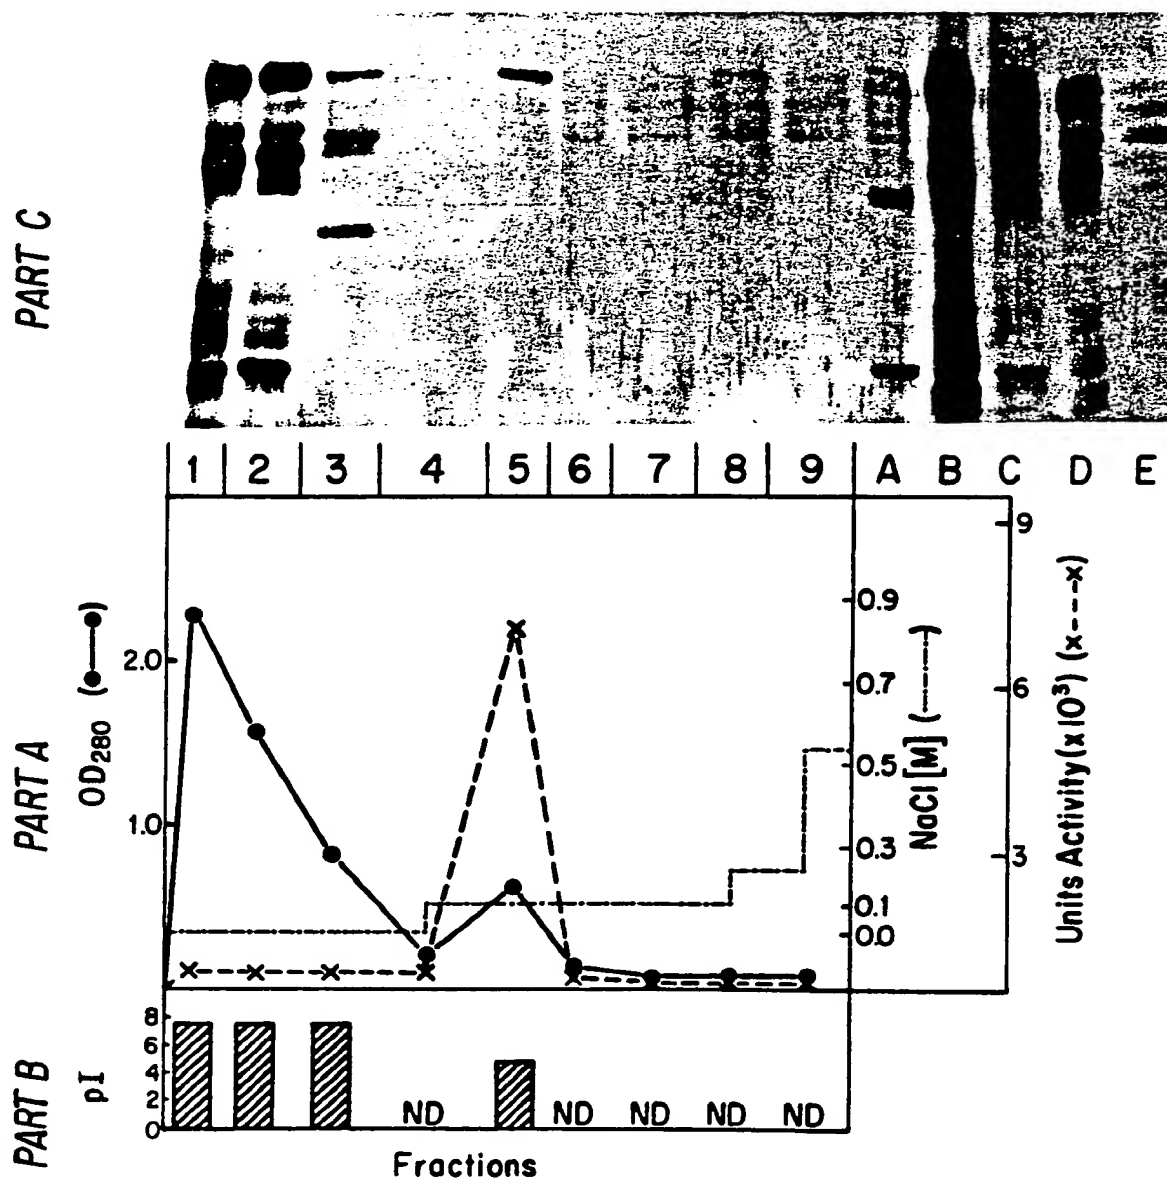 PART C
1 2 3 4 5 6 7 8 9 A B C D E
PART A
OD280 (●—●)
2.0
1.0
0.9
0.7
0.5
0.3
0.1
0.0
NaCl [M] (-·-·-)
9
6
3
Units Activity (x10³) (x---x)
PART B
pI
8
6
4
2
0
ND ND ND ND ND
Fractions